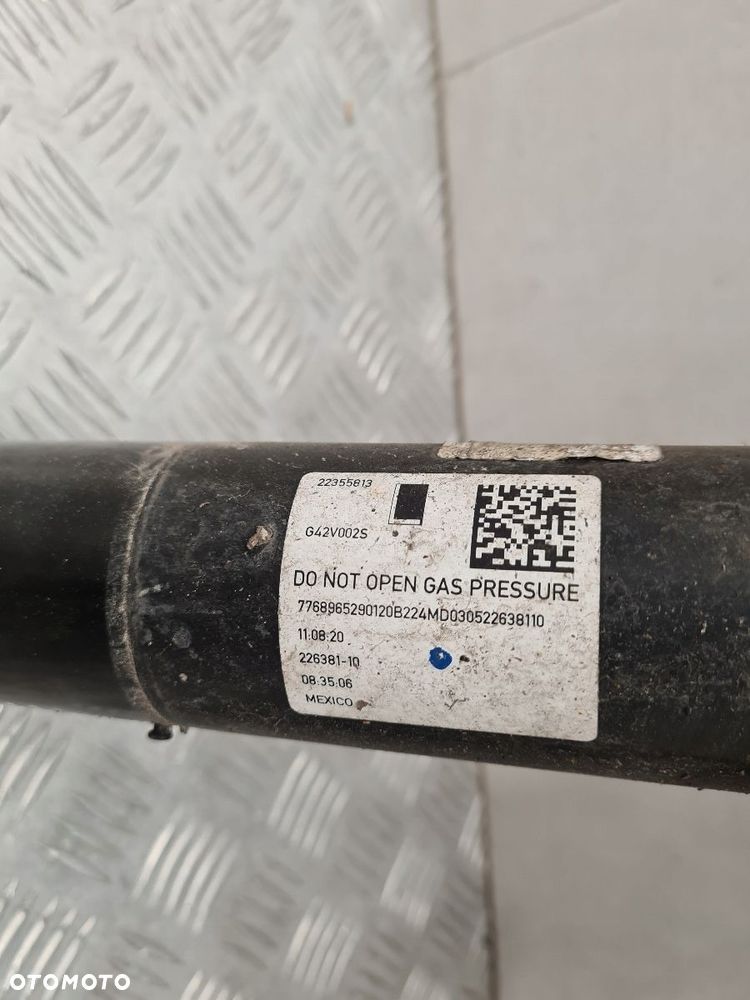 22355813
G42V002S
DO NOT OPEN GAS PRESSURE
7768965290120B224MD030522638110
11:08:20
226381-10
08:35:06
MEXICO
OTOMOTO